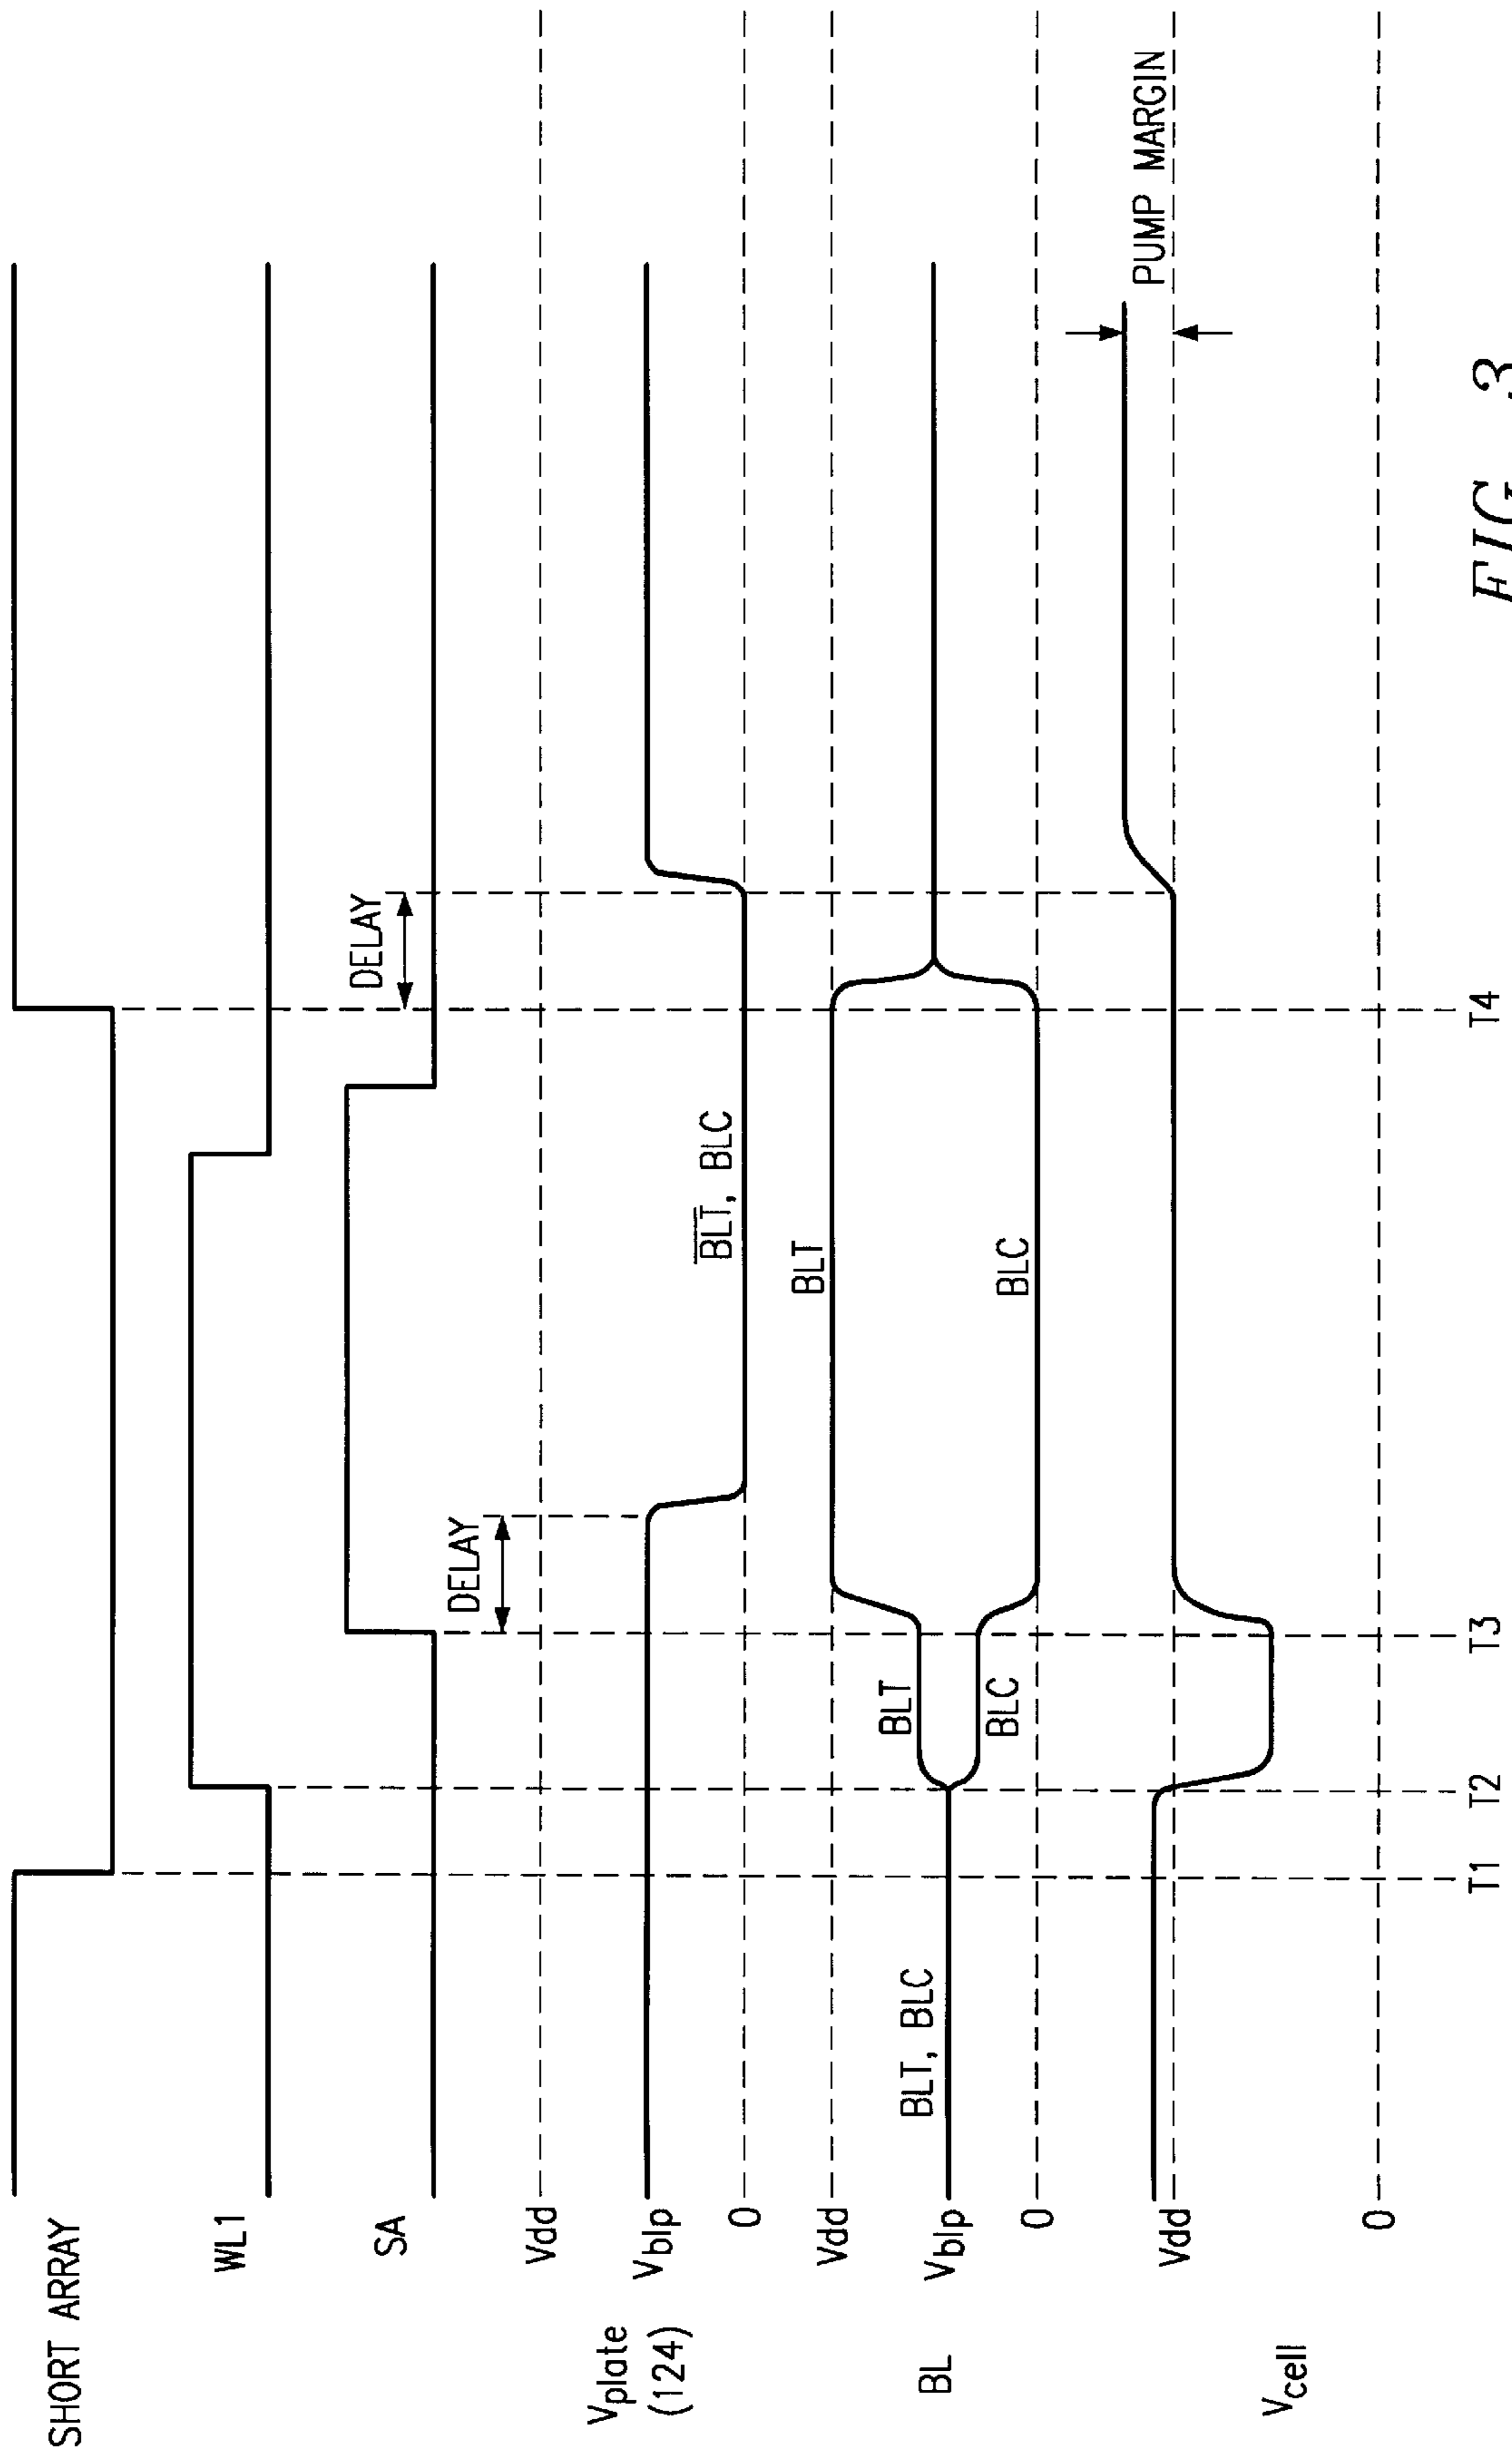 SHORT ARRAY
WL1
SA
DELAY
DELAY
Vdd
Vplate
(124)
Vblp
0
B̅L̅T̅, BLC
Vdd
BL
Vblp
0
BLT, BLC
BLT
BLC
BLT
BLC
Vcell
Vdd
0
PUMP MARGIN
T1
T2
T3
T4
FIG. 3